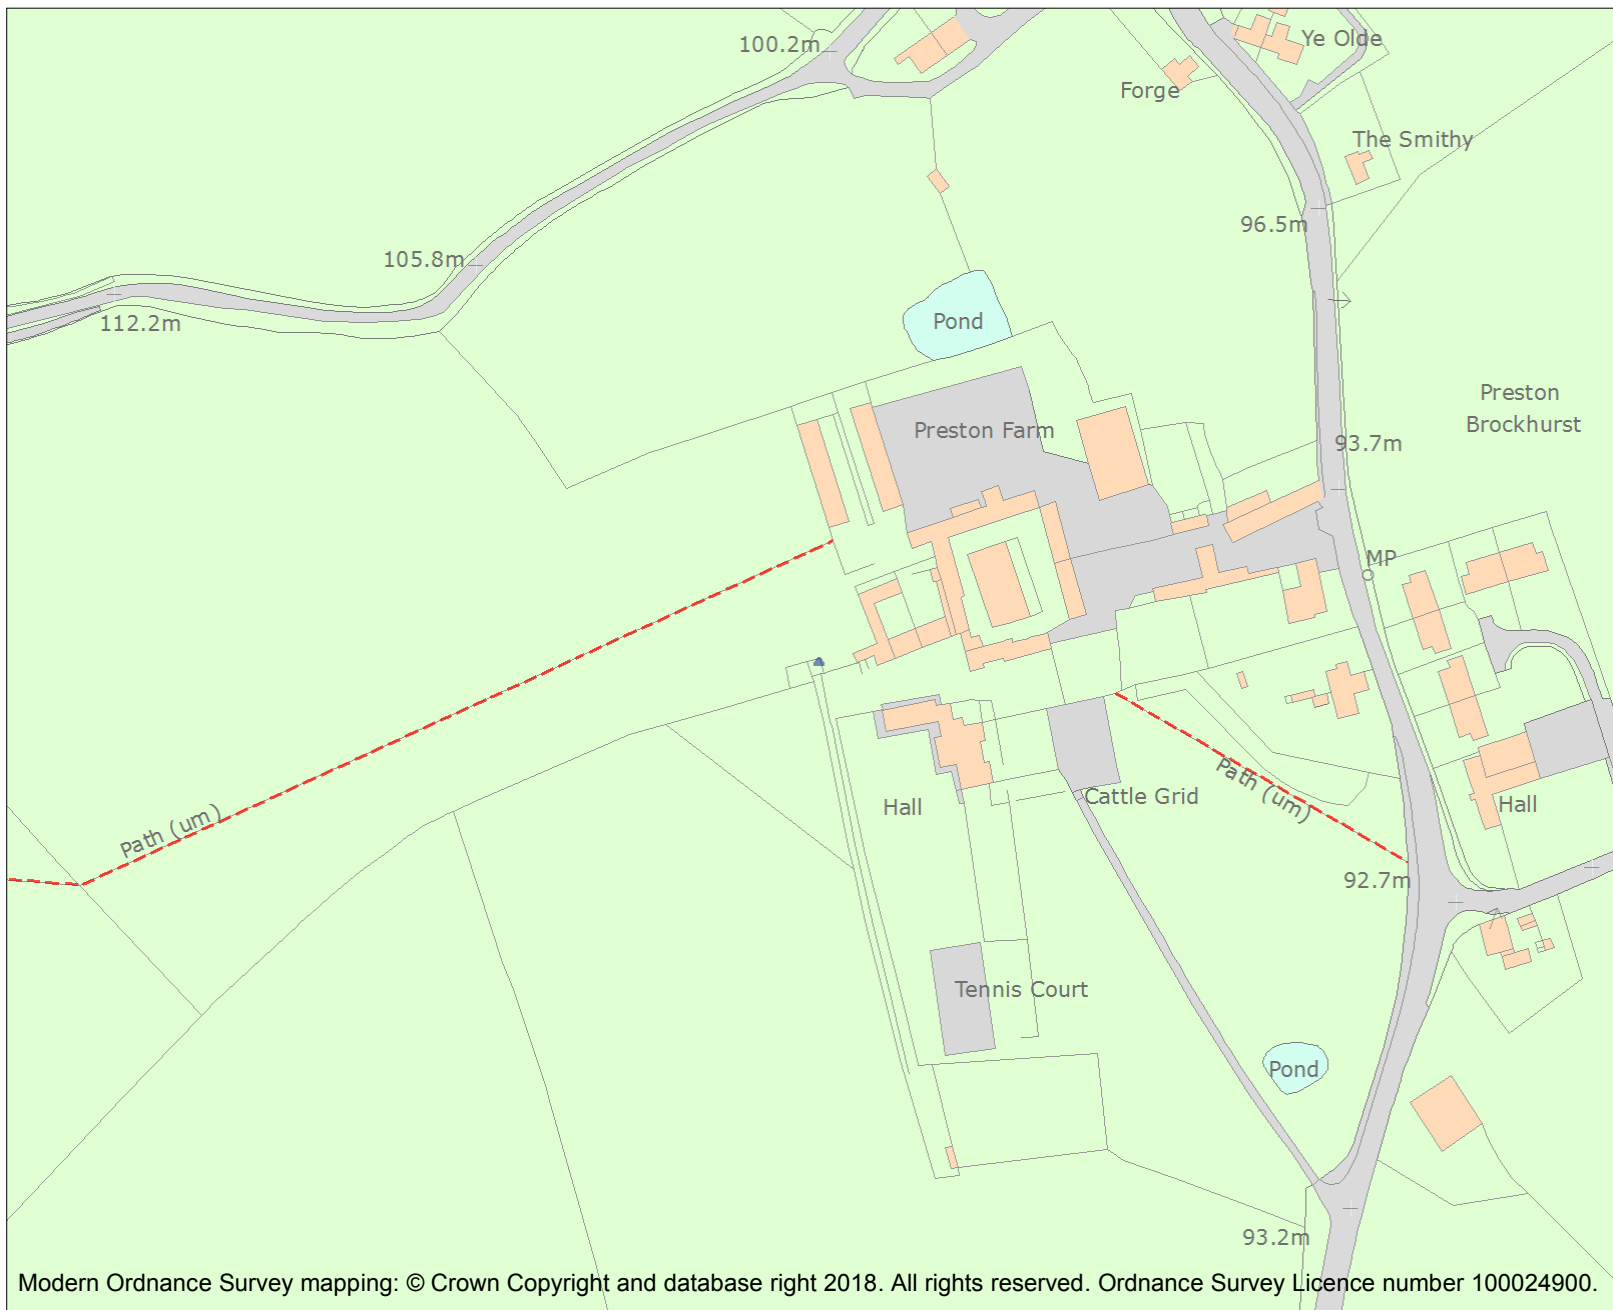 100.2m
Ye Olde
Forge
The Smithy
96.5m
105.8m
112.2m
Pond
Preston
Brockhurst
Preston Farm
93.7m
MP
Path (um)
Path (um)
Cattle Grid
Hall
Hall
92.7m
Tennis Court
Pond
93.2m
Modern Ordnance Survey mapping: © Crown Copyright and database right 2018. All rights reserved. Ordnance Survey Licence number 100024900.